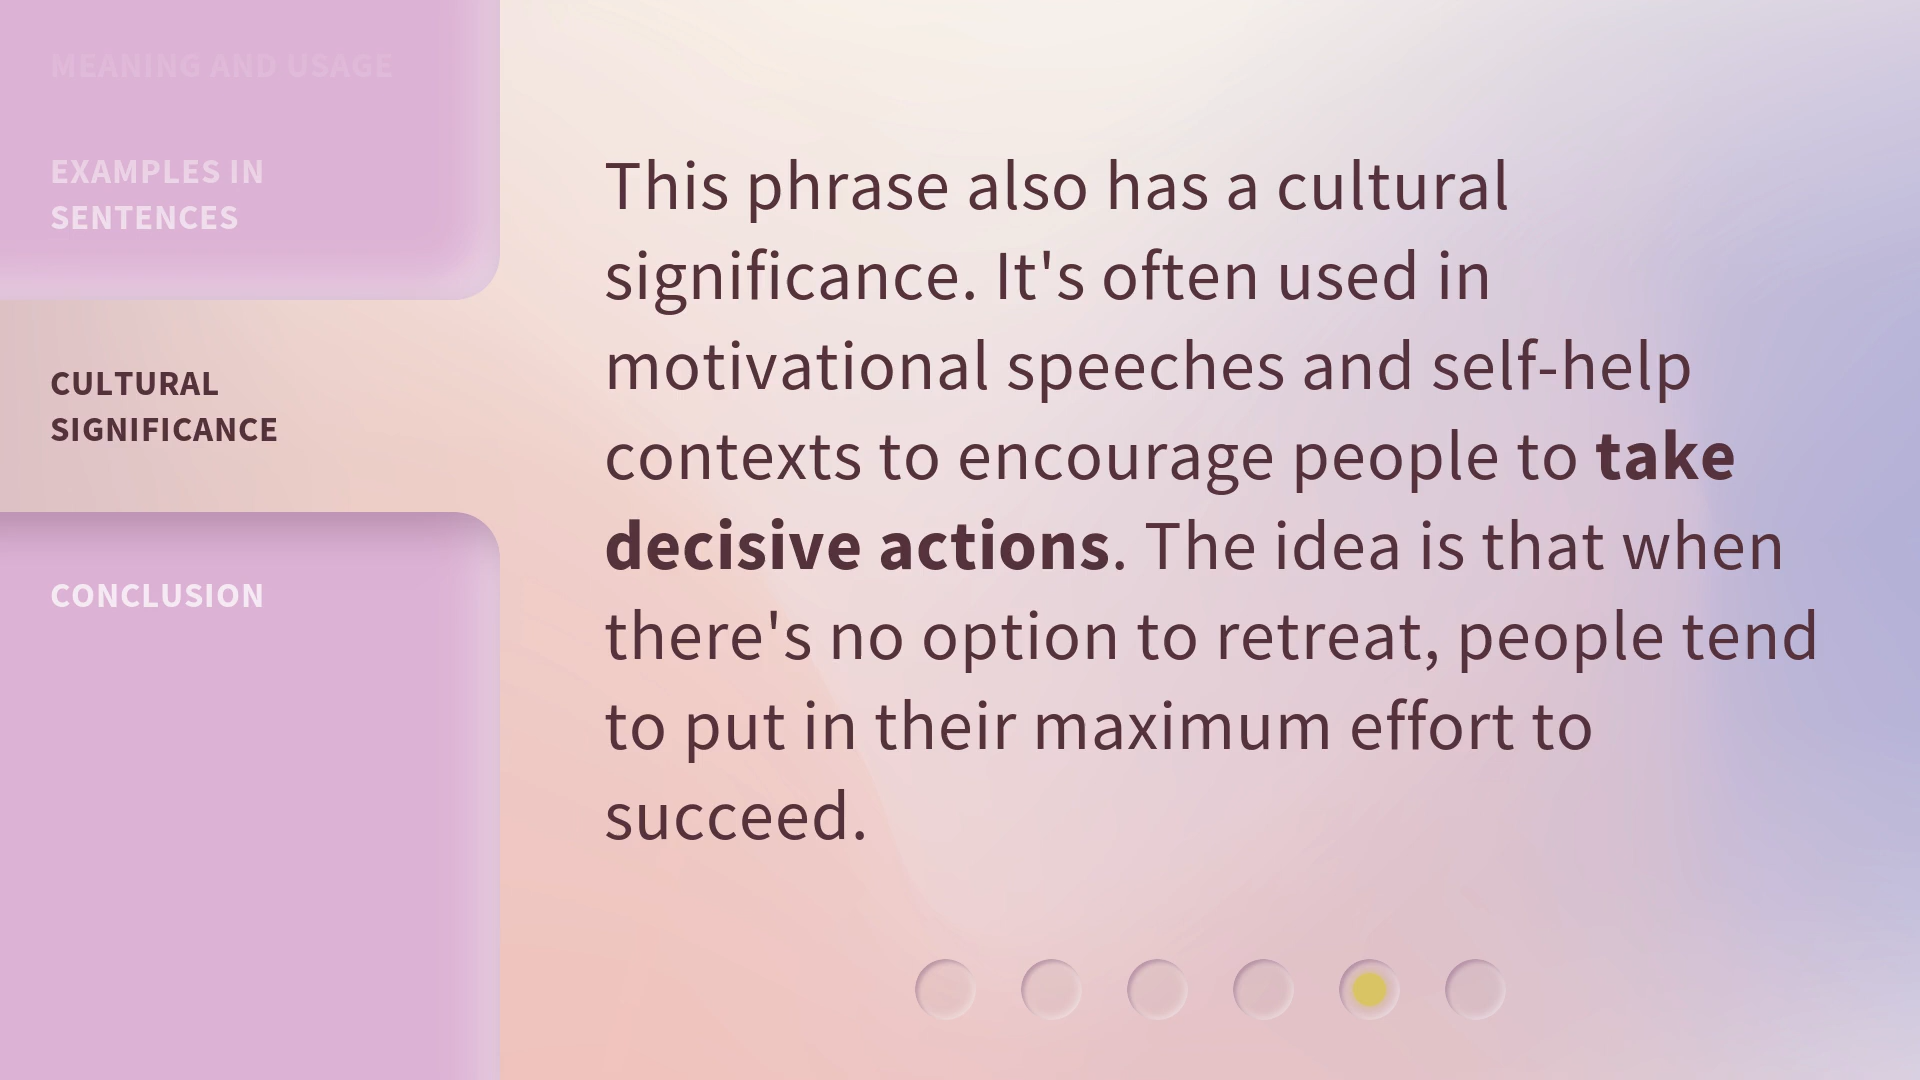 MEANING AND USAGE
EXAMPLES IN
SENTENCES
CULTURAL
SIGNIFICANCE
CONCLUSION
This phrase also has a cultural
significance. It's often used in
motivational speeches and self-help
contexts to encourage people to take
decisive actions. The idea is that when
there's no option to retreat, people tend
to put in their maximum effort to
succeed.